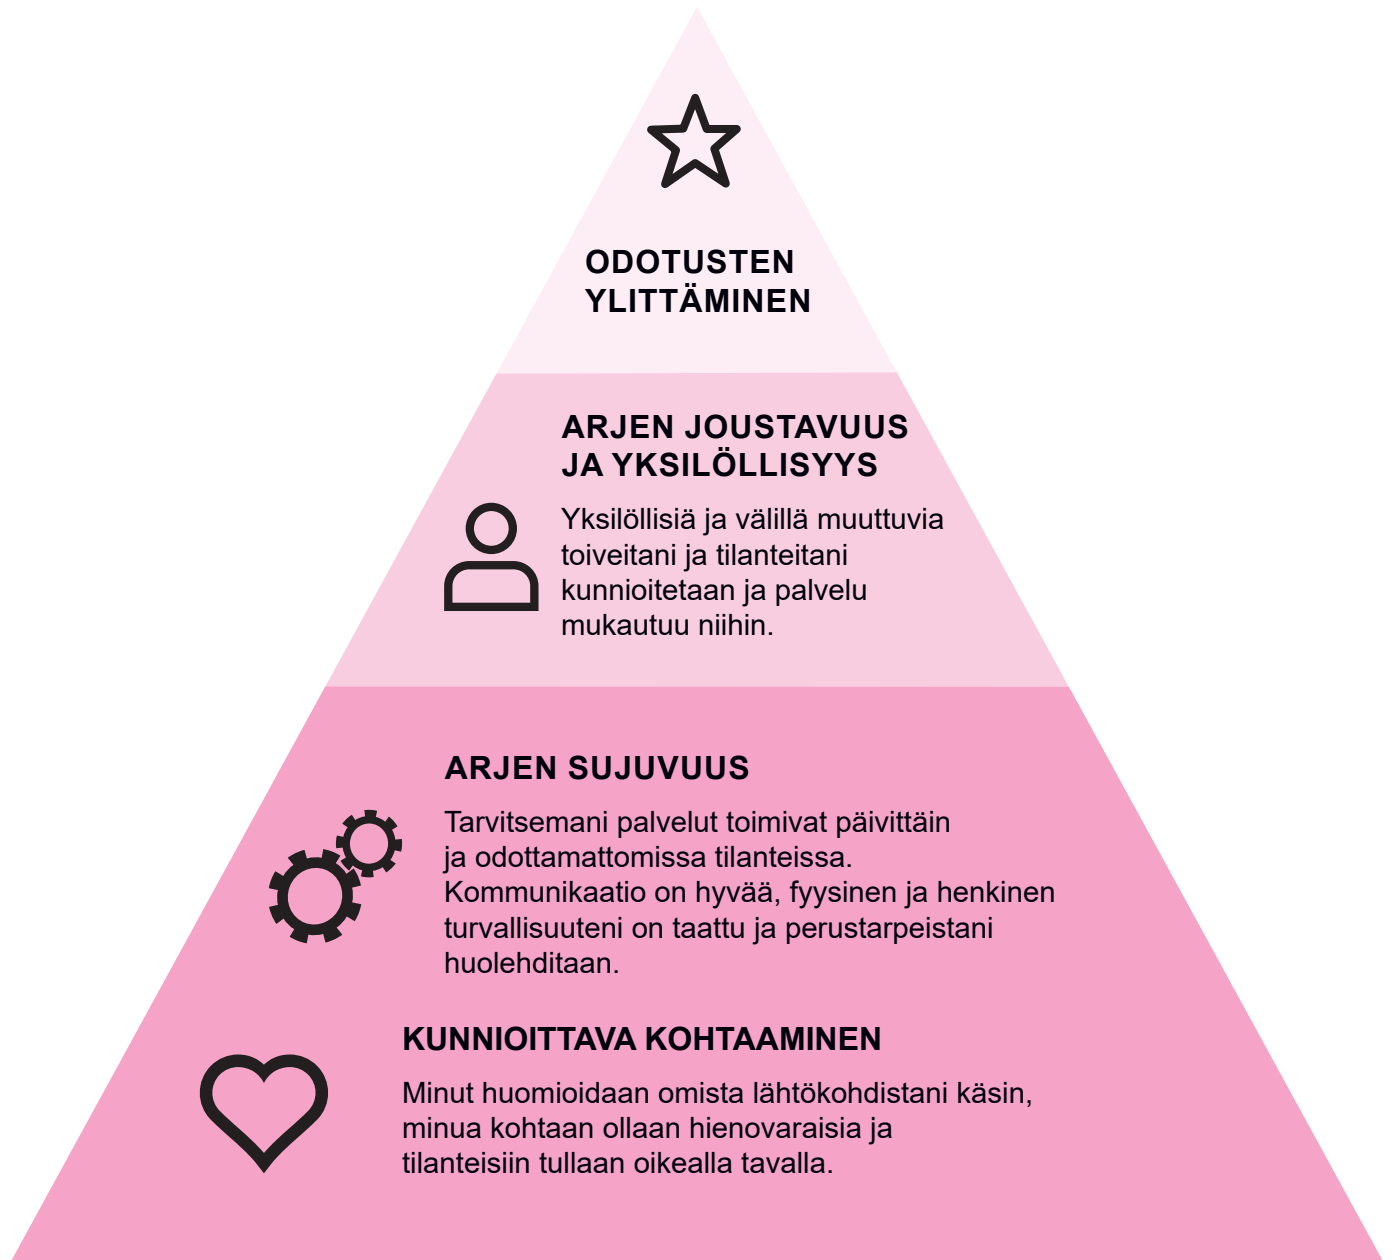 ODOTUSTEN
YLITTÄMINEN
ARJEN JOUSTAVUUS
JA YKSILÖLLISYYS
Yksilöllisiä ja välillä muuttuvia
toiveitani ja tilanteitani
kunnioitetaan ja palvelu
mukautuu niihin.
ARJEN SUJUVUUS
Tarvitsemani palvelut toimivat päivittäin
ja odottamattomissa tilanteissa.
Kommunikaatio on hyvää, fyysinen ja henkinen
turvallisuuteni on taattu ja perustarpeistani
huolehditaan.
KUNNIOITTAVA KOHTAAMINEN
Minut huomioidaan omista lähtökohdistani käsin,
minua kohtaan ollaan hienovaraisia ja
tilanteisiin tullaan oikealla tavalla.